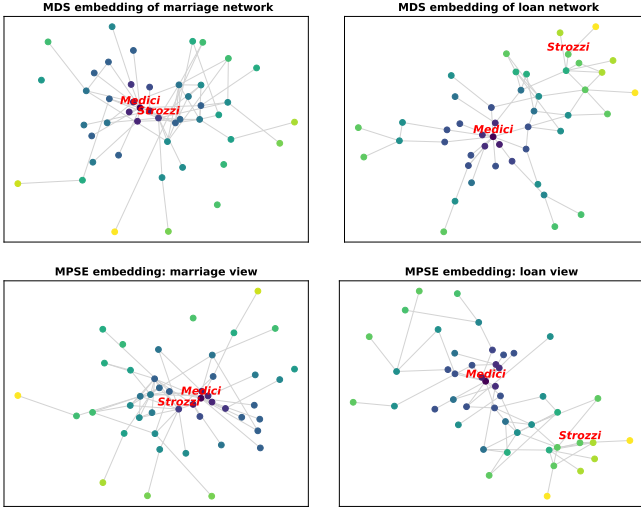 MDS embedding of marriage network
Medici
Strozzi
MDS embedding of loan network
Strozzi
Medici
MPSE embedding: marriage view
Medici
Strozzi
MPSE embedding: loan view
Medici
Strozzi